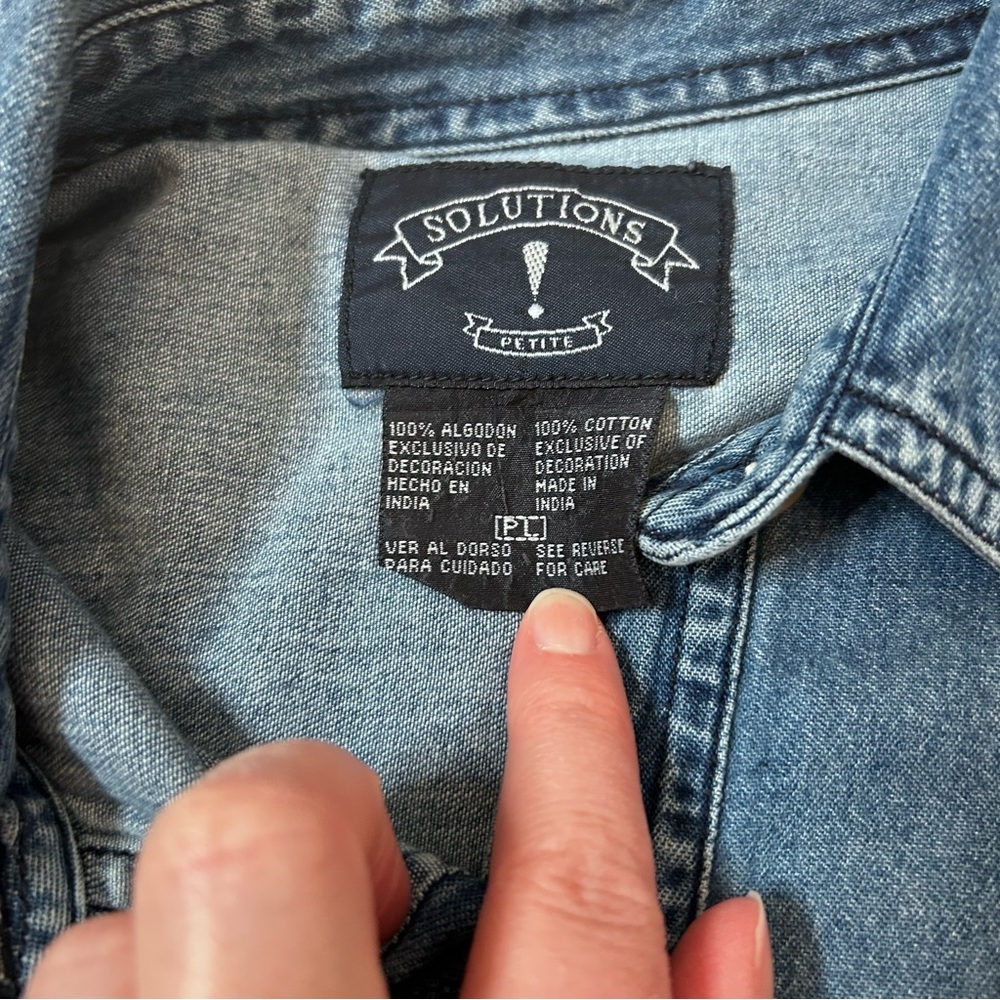 SOLUTIONS
PETITE
100% ALGODON
EXCLUSIVO DE
DECORACION
HECHO EN
INDIA
100% COTTON
EXCLUSIVE OF
DECORATION
MADE IN
INDIA
PL
VER AL DORSO
PARA CUIDADO
SEE REVERSE
FOR CARE